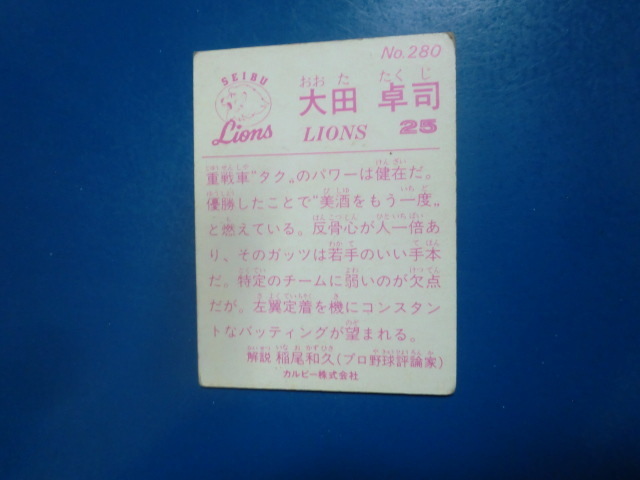 No.280
SEIBU
Lions
おおた たくじ
大田 卓司
LIONS 25
重戦車“タク„のパワーは健在だ。
優勝したことで“美酒をもう一度„
と燃えている。反骨心が人一倍あ
り、そのガッツは若手のいい手本
だ。特定のチームに弱いのが欠点
だが。左翼定着を機にコンスタン
トなバッティングが望まれる。
解説 稲尾和久(プロ野球評論家)
カルビー株式会社